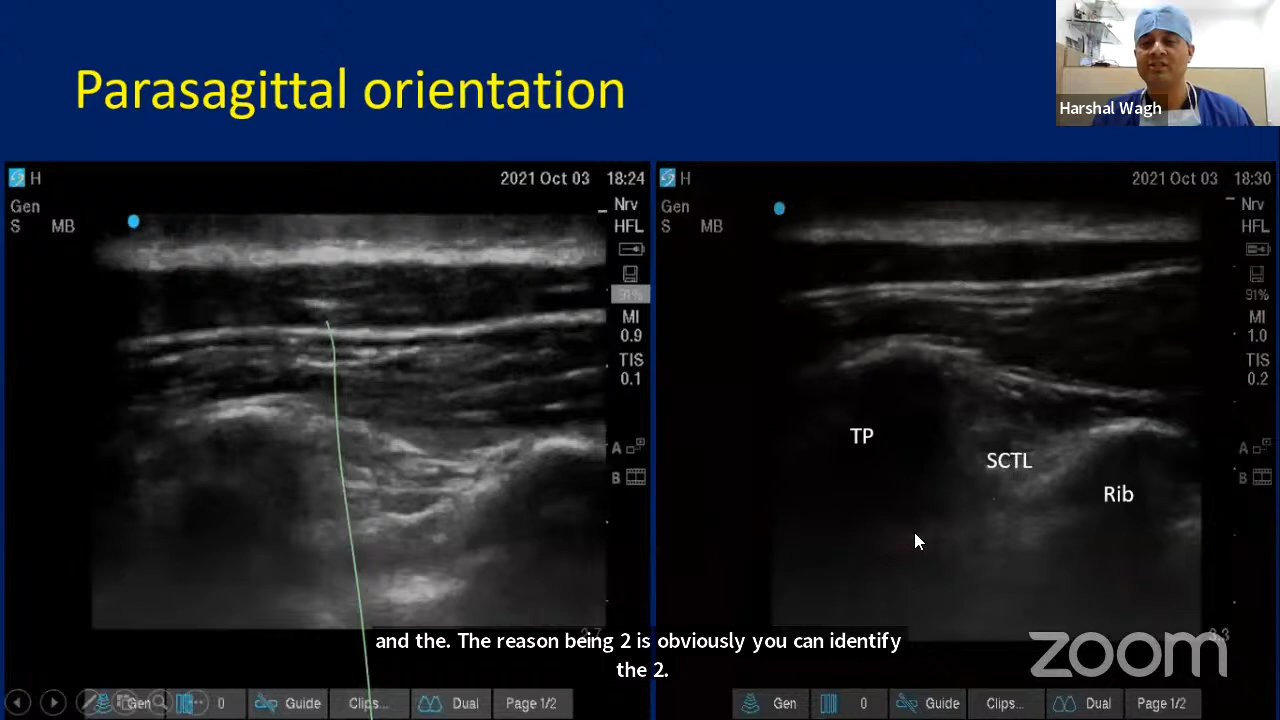 Parasagittal orientation
Harshal Wagh
H
2021 Oct 03 18:24
Gen
S MB
Nrv
HFL
91%
MI
0.9
TIS
0.1
A
B
Gen
0
Guide
Clips...
Dual
Page 1/2
H
2021 Oct 03 18:30
Gen
S MB
Nrv
HFL
91%
MI
1.0
TIS
0.2
A
B
TP
SCTL
Rib
3.3
Gen
0
Guide
Clips...
Dual
Page 1/2
and the. The reason being 2 is obviously you can identify
the 2.
zoom